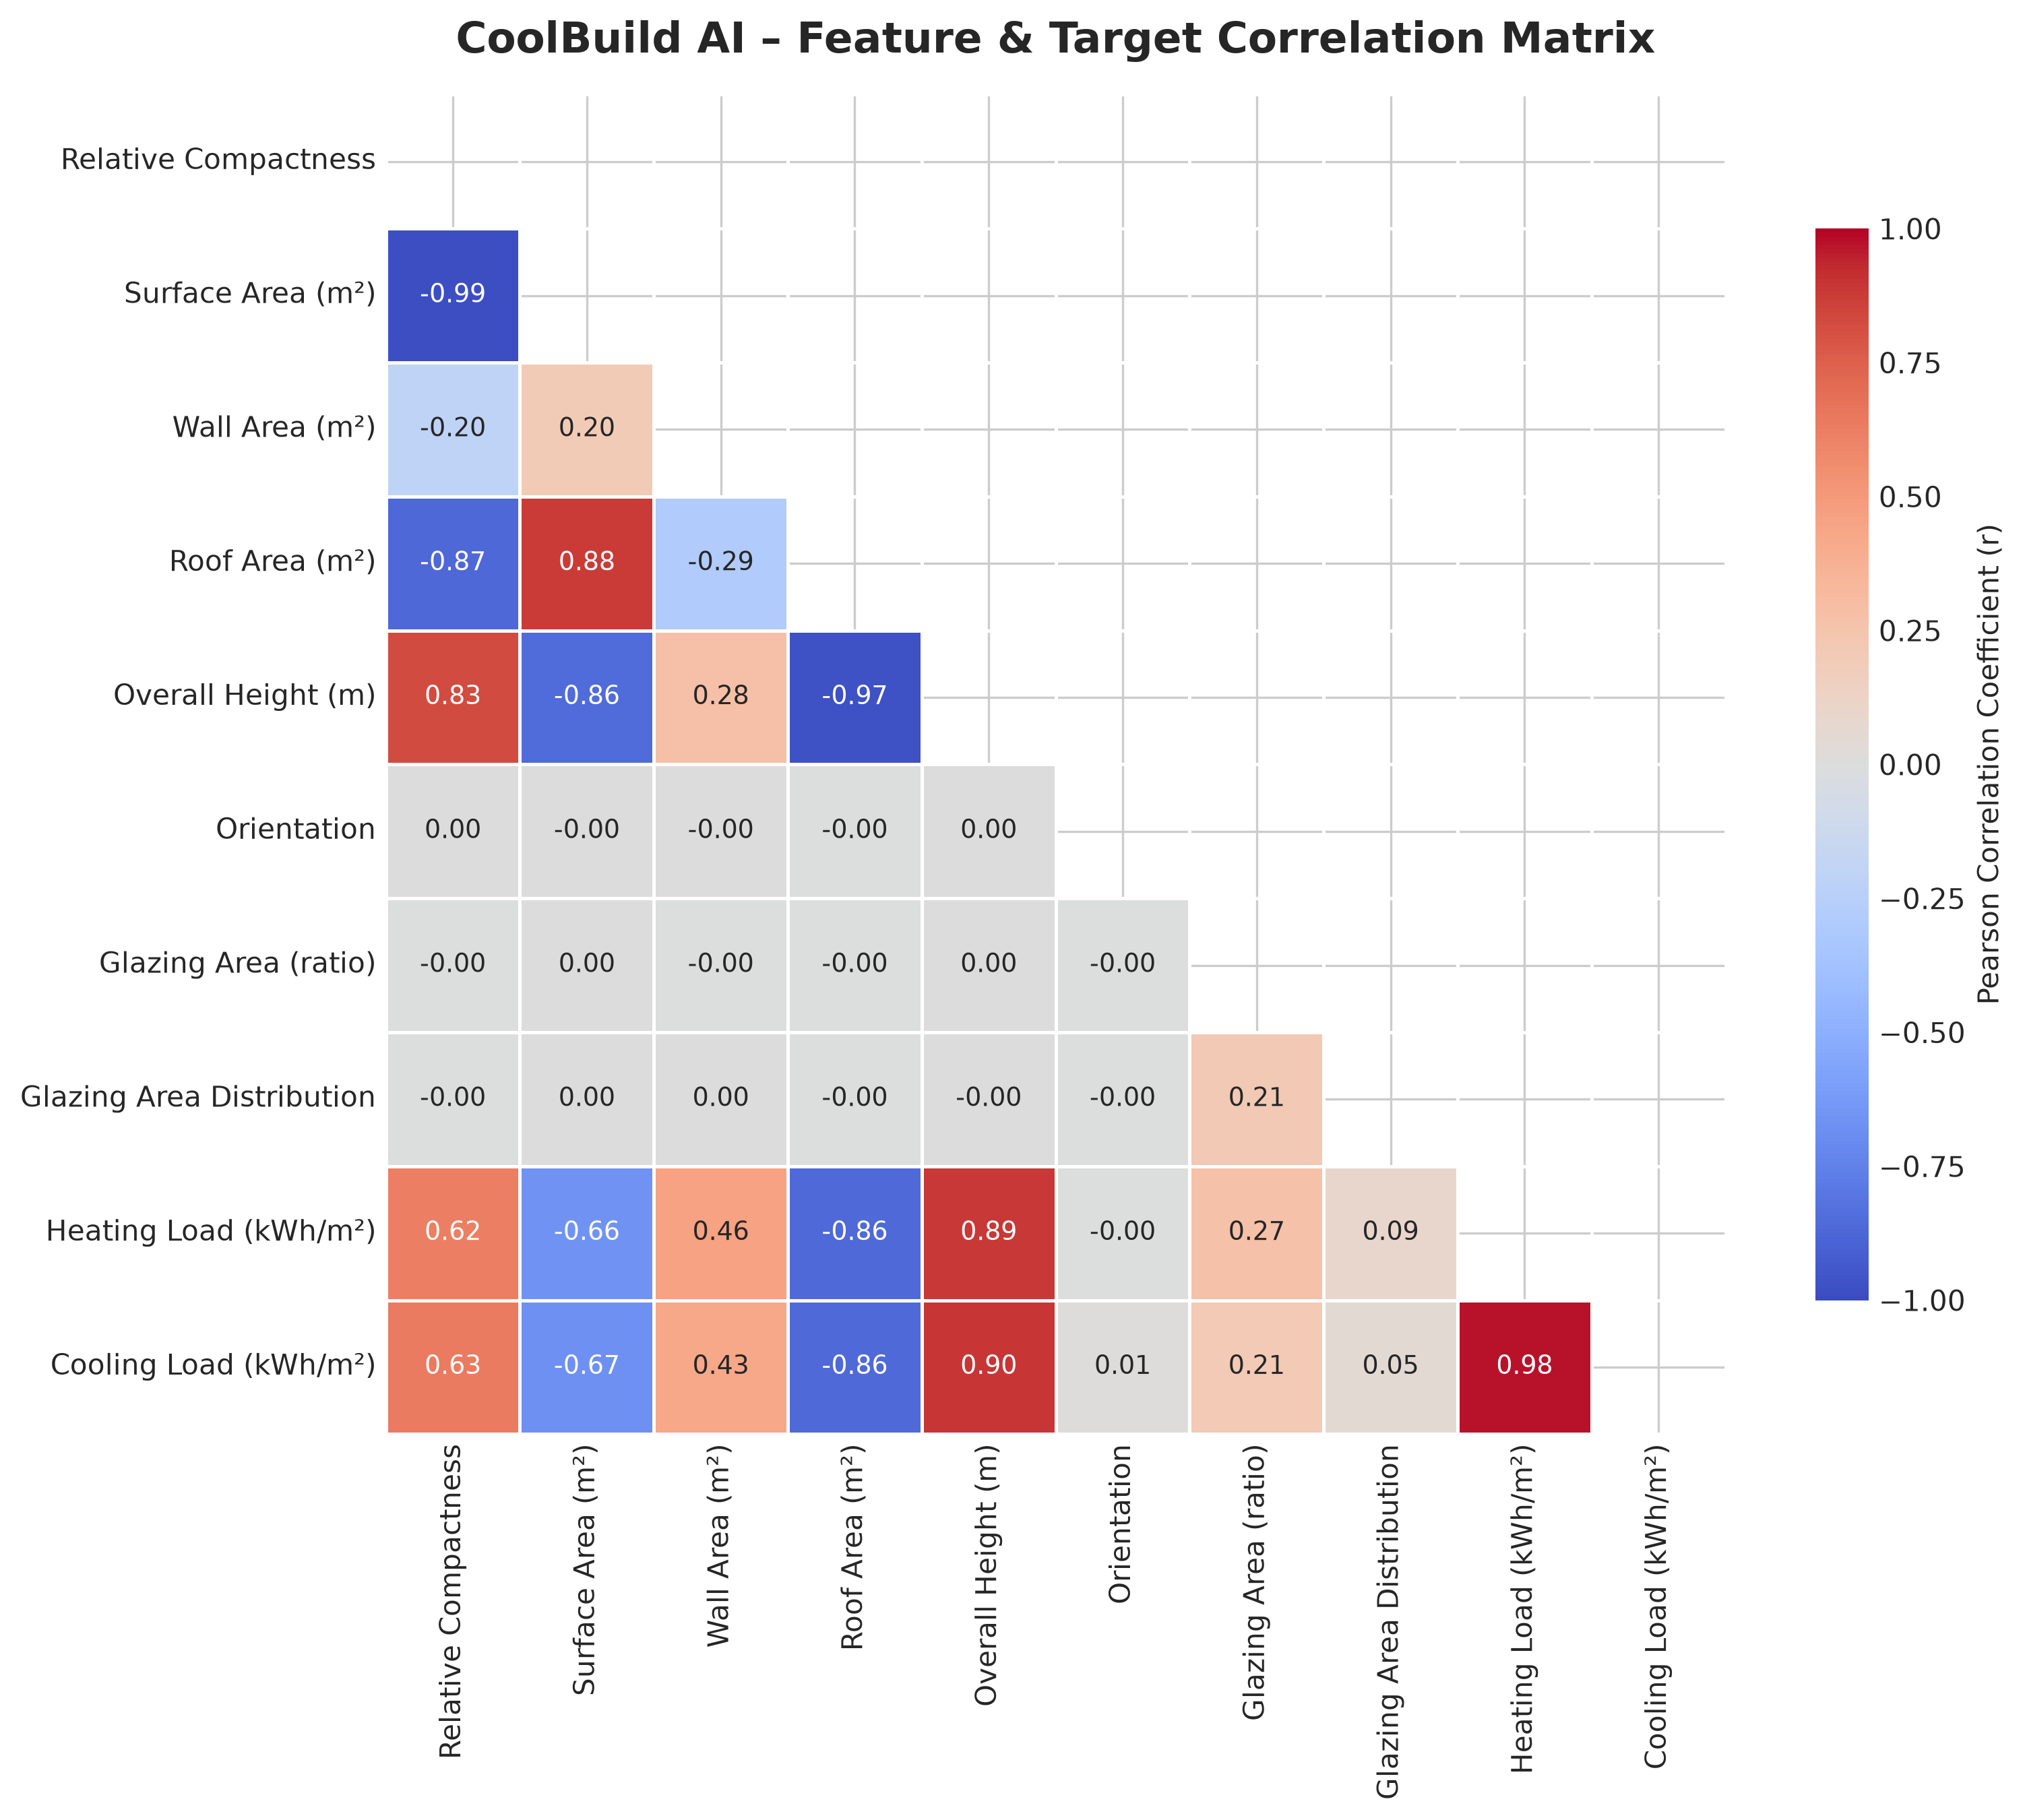 CoolBuild AI – Feature & Target Correlation Matrix
Relative Compactness
Surface Area (m²) -0.99
Wall Area (m²) -0.20 0.20
Roof Area (m²) -0.87 0.88 -0.29
Overall Height (m) 0.83 -0.86 0.28 -0.97
Orientation 0.00 -0.00 -0.00 -0.00 0.00
Glazing Area (ratio) -0.00 0.00 -0.00 -0.00 0.00 -0.00
Glazing Area Distribution -0.00 0.00 0.00 -0.00 -0.00 -0.00 0.21
Heating Load (kWh/m²) 0.62 -0.66 0.46 -0.86 0.89 -0.00 0.27 0.09
Cooling Load (kWh/m²) 0.63 -0.67 0.43 -0.86 0.90 0.01 0.21 0.05 0.98
Relative Compactness
Surface Area (m²)
Wall Area (m²)
Roof Area (m²)
Overall Height (m)
Orientation
Glazing Area (ratio)
Glazing Area Distribution
Heating Load (kWh/m²)
Cooling Load (kWh/m²)
1.00
0.75
0.50
0.25
0.00
−0.25
−0.50
−0.75
−1.00
Pearson Correlation Coefficient (r)